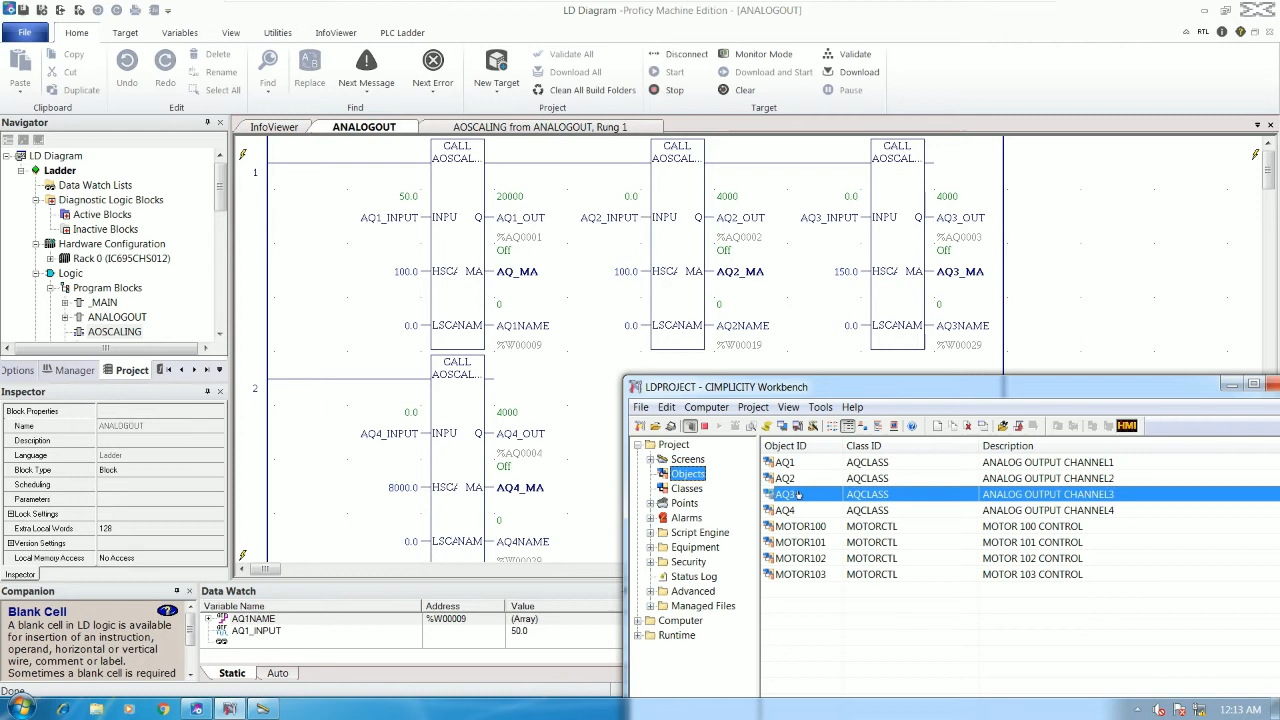 LD Diagram -Proficy Machine Edition - [ANALOGOUT]
File
Home
Target
Variables
View
Utilities
InfoViewer
PLC Ladder
RTL
Paste
Copy
Cut
Duplicate
Clipboard
Undo
Redo
Delete
Rename
Select All
Edit
Find
Replace
Next Message
Next Error
Find
New Target
Validate All
Download All
Clean All Build Folders
Project
Disconnect
Start
Stop
Monitor Mode
Download and Start
Clear
Validate
Download
Pause
Target
Navigator
LD Diagram
Ladder
Data Watch Lists
Diagnostic Logic Blocks
Active Blocks
Inactive Blocks
Hardware Configuration
Rack 0 (IC695CHS012)
Logic
Program Blocks
_MAIN
ANALOGOUT
AOSCALING
Options
Manager
Project
Inspector
Block Properties
Name ANALOGOUT
Description
Language Ladder
Block Type Block
Scheduling
Parameters
Lock Settings
Extra Local Words 128
Version Settings
Local Memory Access No Access
Inspector
Companion
Blank Cell
A blank cell in LD logic is available
for insertion of an instruction,
operand, horizontal or vertical
wire, comment or label.
Sometimes a blank cell is required
Done
InfoViewer
ANALOGOUT
AOSCALING from ANALOGOUT, Rung 1
1
CALL
AOSCAL...
50.0
20000
AQ1_INPUT
INPU
Q
AQ1_OUT
%AQ0001
Off
100.0
HSCA
MA
AQ_MA
0
0.0
LSCANAM
AQ1NAME
%W00009
CALL
AOSCAL...
0.0
4000
AQ2_INPUT
INPU
Q
AQ2_OUT
%AQ0002
Off
100.0
HSCA
MA
AQ2_MA
0
0.0
LSCANAM
AQ2NAME
%W00019
CALL
AOSCAL...
0.0
4000
AQ3_INPUT
INPU
Q
AQ3_OUT
%AQ0003
Off
150.0
HSCA
MA
AQ3_MA
0
0.0
LSCANAM
AQ3NAME
%W00029
2
CALL
AOSCAL...
0.0
4000
AQ4_INPUT
INPU
Q
AQ4_OUT
%AQ0004
Off
8000.0
HSCA
MA
AQ4_MA
0
0.0
LSCANAM
AQ4NAME
%W00039
Data Watch
Variable Name Address Value
AQ1NAME %W00009 (Array)
AQ1_INPUT 50.0
Static
Auto
LDPROJECT - CIMPLICITY Workbench
File Edit Computer Project View Tools Help
HMI
Project
Screens
Objects
Classes
Points
Alarms
Script Engine
Equipment
Security
Status Log
Advanced
Managed Files
Computer
Runtime
Object ID Class ID Description
AQ1 AQCLASS ANALOG OUTPUT CHANNEL1
AQ2 AQCLASS ANALOG OUTPUT CHANNEL2
AQ3 AQCLASS ANALOG OUTPUT CHANNEL3
AQ4 AQCLASS ANALOG OUTPUT CHANNEL4
MOTOR100 MOTORCTL MOTOR 100 CONTROL
MOTOR101 MOTORCTL MOTOR 101 CONTROL
MOTOR102 MOTORCTL MOTOR 102 CONTROL
MOTOR103 MOTORCTL MOTOR 103 CONTROL
12:13 AM